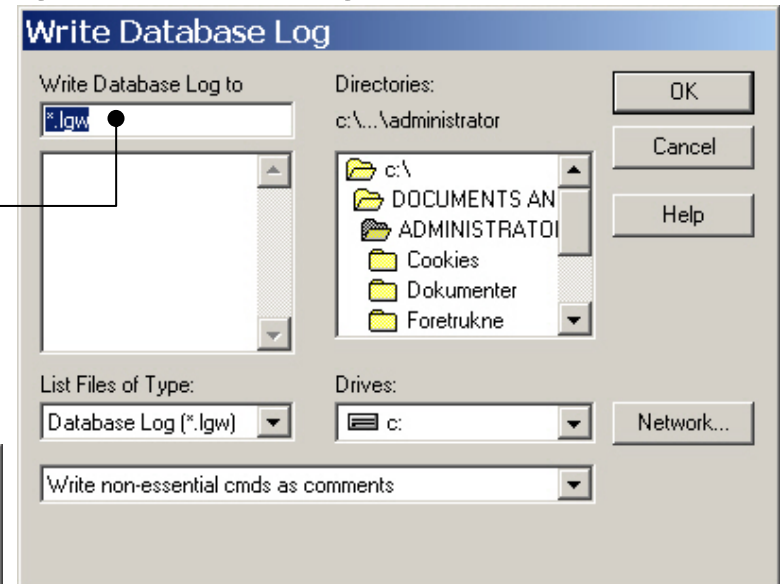 Write Database Log
Write Database Log to
*.lgw
Directories:
c:\...\administrator
c:\
DOCUMENTS AN
ADMINISTRATOI
Cookies
Dokumenter
Foretrukne
OK
Cancel
Help
List Files of Type:
Database Log (*.lgw)
Drives:
c:
Network...
Write non-essential cmds as comments